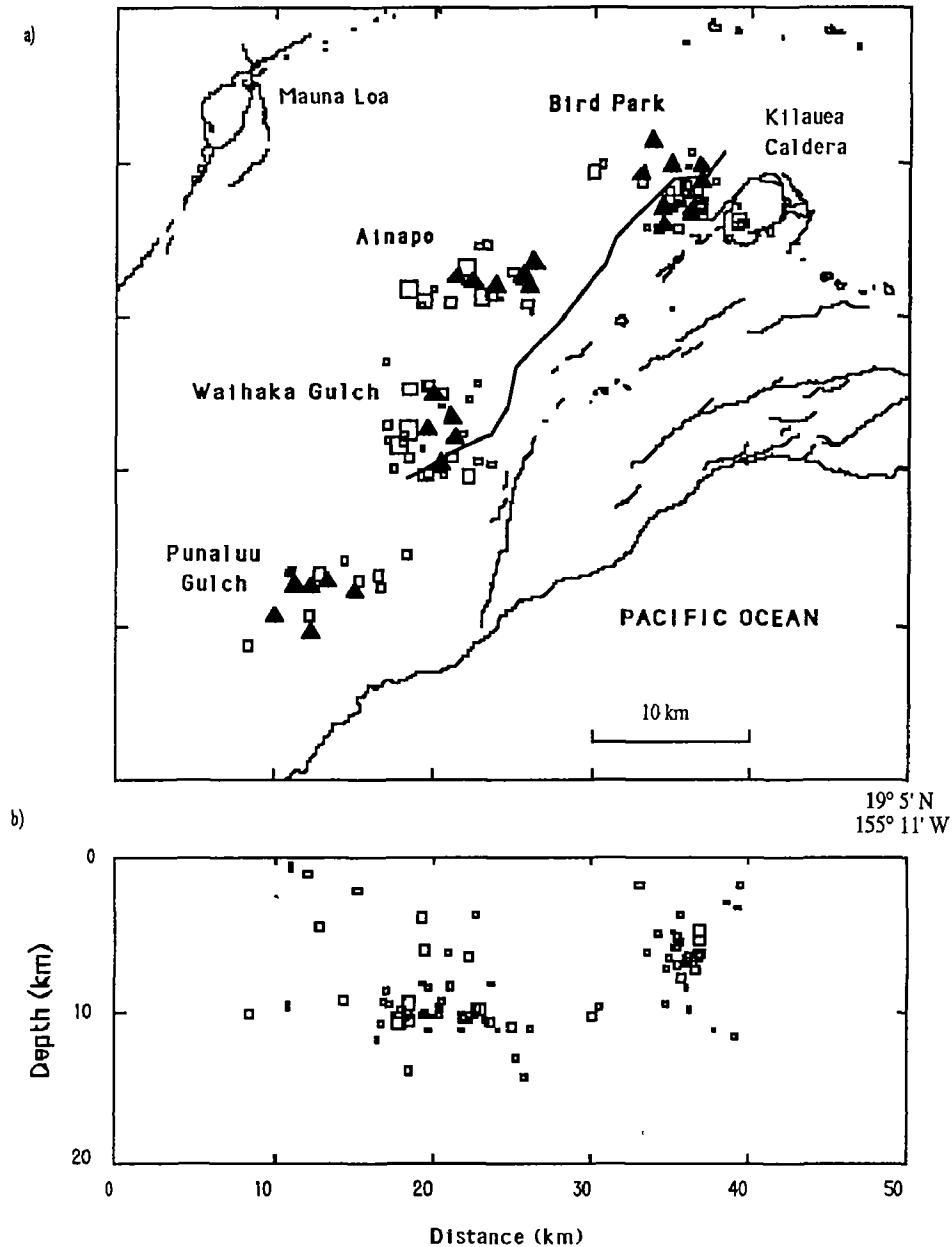 a)
Mauna Loa
Bird Park
Kilauea
Caldera
Ainapo
Waihaka Gulch
Punaluu
Gulch
PACIFIC OCEAN
10 km
19° 5' N
155° 11' W
b)
0
10
20
Depth (km)
0
10
20
30
40
50
Distance (km)